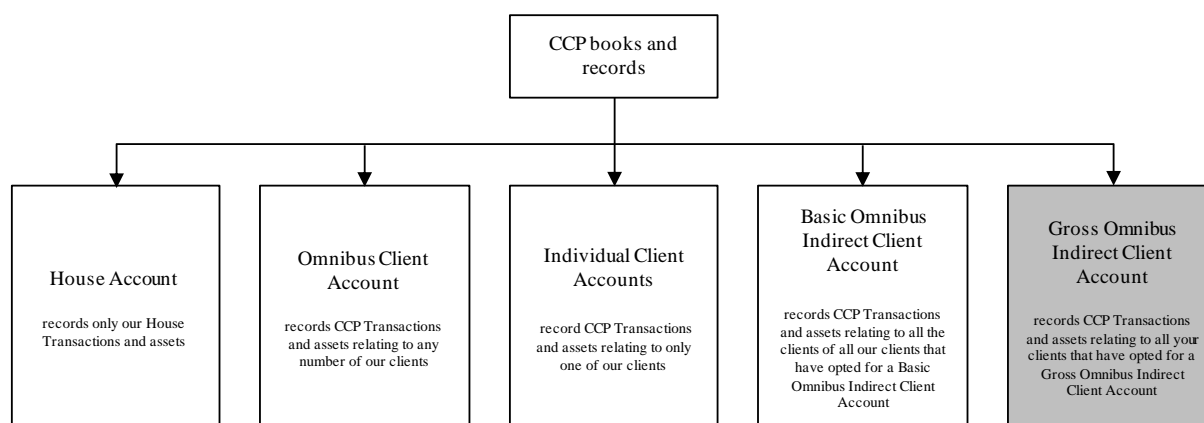 CCP books and
records
House Account
records only our House
Transactions and assets
Omnibus Client
Account
records CCP Transactions
and assets relating to any
number of our clients
Individual Client
Accounts
record CCP Transactions
and assets relating to only
one of our clients
Basic Omnibus
Indirect Client
Account
records CCP Transactions
and assets relating to all the
clients of all our clients that
have opted for a Basic
Omnibus Indirect Client
Account
Gross Omnibus
Indirect Client
Account
records CCP Transactions
and assets relating to all your
clients that have opted for a
Gross Omnibus Indirect
Client Account